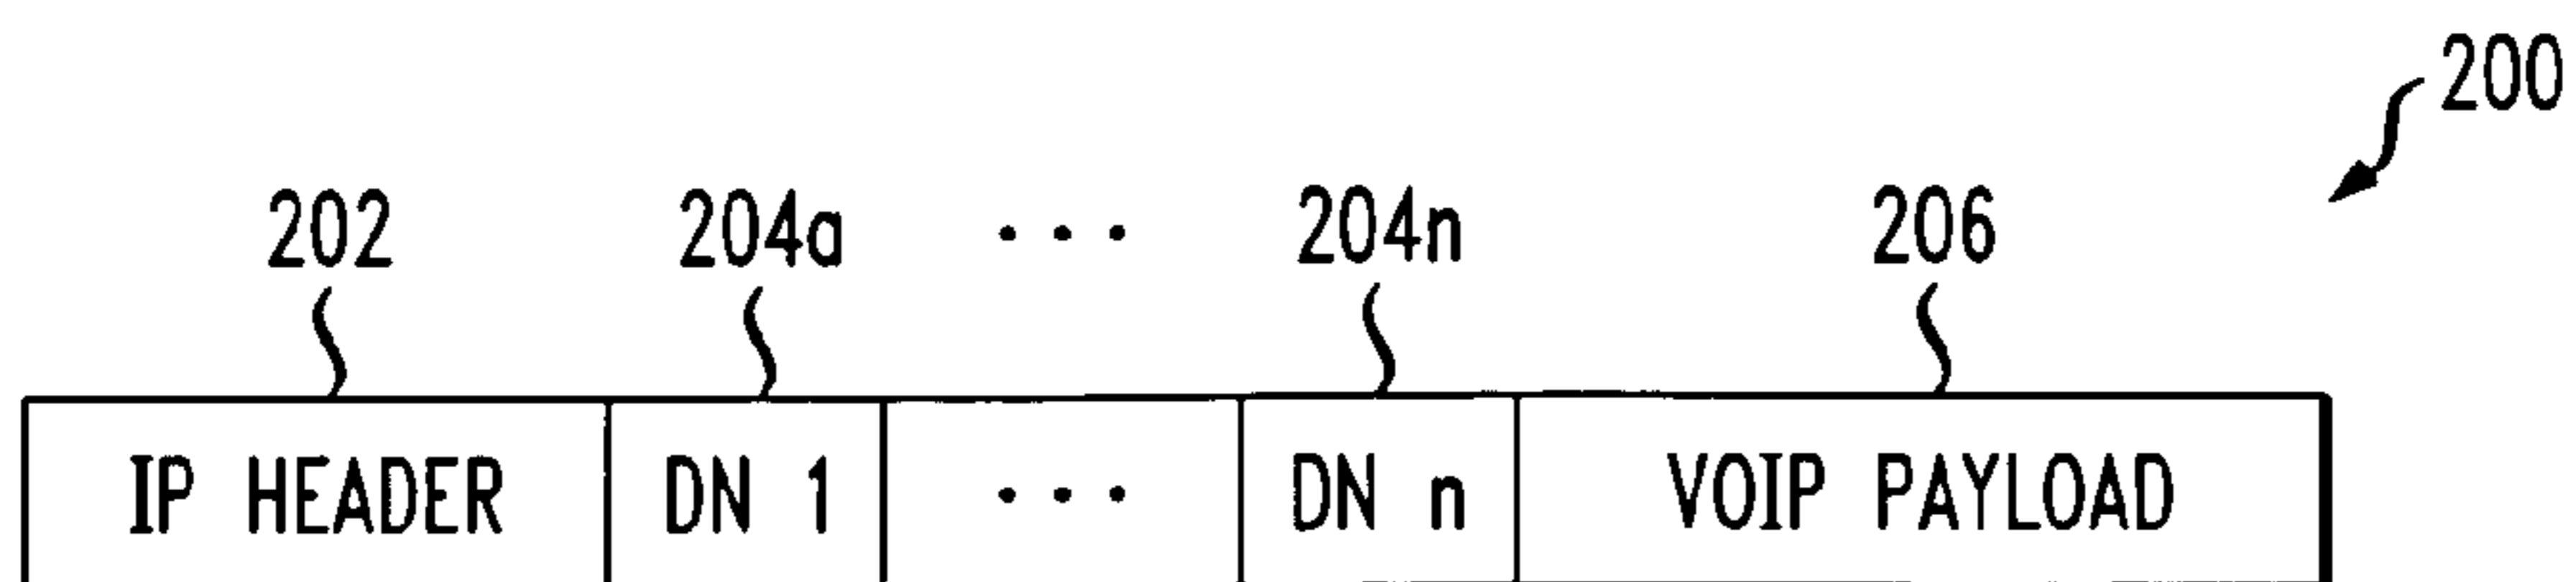 200
202 204a ... 204n 206
IP HEADER DN 1 ... DN n VOIP PAYLOAD